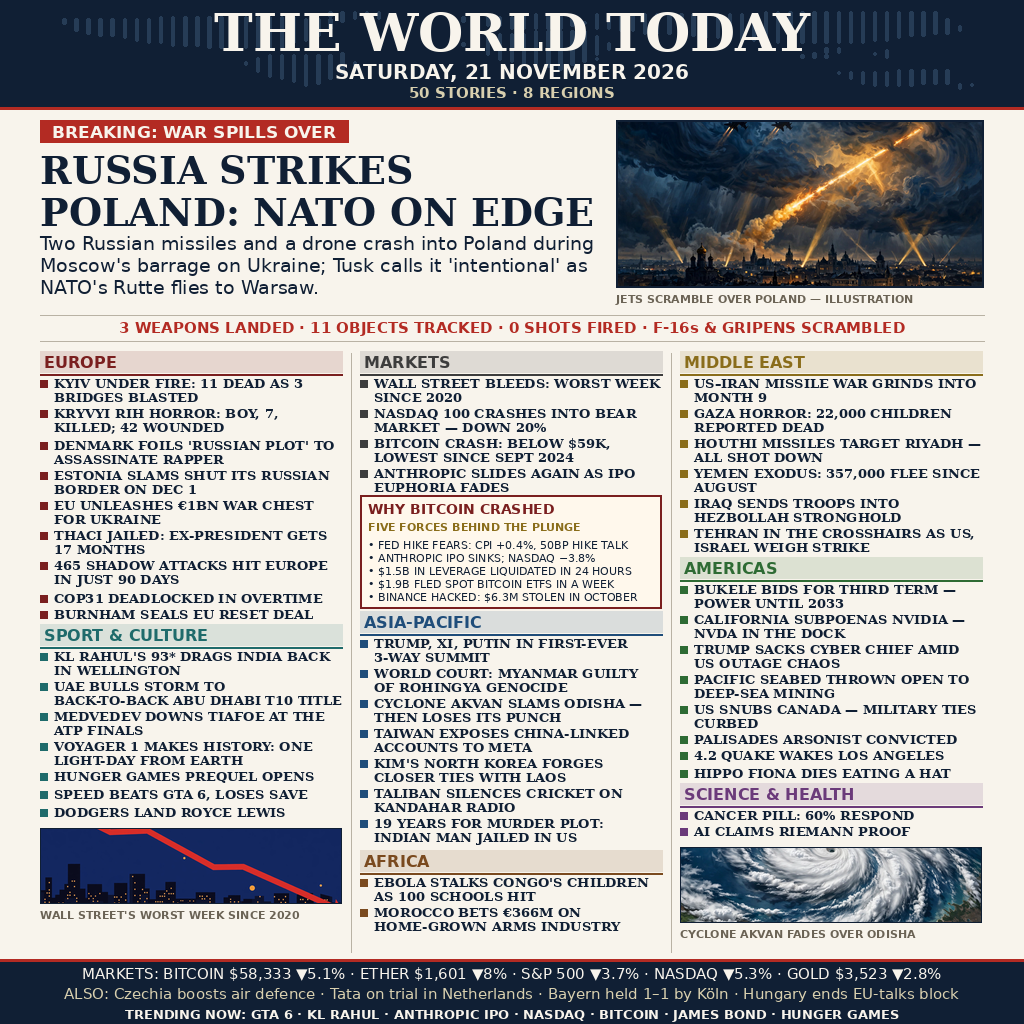 THE WORLD TODAY
SATURDAY, 21 NOVEMBER 2026
50 STORIES · 8 REGIONS
BREAKING: WAR SPILLS OVER
RUSSIA STRIKES
POLAND: NATO ON EDGE
Two Russian missiles and a drone crash into Poland during
Moscow's barrage on Ukraine; Tusk calls it 'intentional' as
NATO's Rutte flies to Warsaw.
JETS SCRAMBLE OVER POLAND — ILLUSTRATION
3 WEAPONS LANDED · 11 OBJECTS TRACKED · 0 SHOTS FIRED · F-16s & GRIPENS SCRAMBLED
EUROPE
KYIV UNDER FIRE: 11 DEAD AS 3
BRIDGES BLASTED
KRYVYI RIH HORROR: BOY, 7,
KILLED; 42 WOUNDED
DENMARK FOILS 'RUSSIAN PLOT' TO
ASSASSINATE RAPPER
ESTONIA SLAMS SHUT ITS RUSSIAN
BORDER ON DEC 1
EU UNLEASHES €1BN WAR CHEST
FOR UKRAINE
THACI JAILED: EX-PRESIDENT GETS
17 MONTHS
465 SHADOW ATTACKS HIT EUROPE
IN JUST 90 DAYS
COP31 DEADLOCKED IN OVERTIME
BURNHAM SEALS EU RESET DEAL
SPORT & CULTURE
KL RAHUL'S 93* DRAGS INDIA BACK
IN WELLINGTON
UAE BULLS STORM TO
BACK-TO-BACK ABU DHABI T10 TITLE
MEDVEDEV DOWNS TIAFOE AT THE
ATP FINALS
VOYAGER 1 MAKES HISTORY: ONE
LIGHT-DAY FROM EARTH
HUNGER GAMES PREQUEL OPENS
SPEED BEATS GTA 6, LOSES SAVE
DODGERS LAND ROYCE LEWIS
WALL STREET'S WORST WEEK SINCE 2020
MARKETS
WALL STREET BLEEDS: WORST WEEK
SINCE 2020
NASDAQ 100 CRASHES INTO BEAR
MARKET — DOWN 20%
BITCOIN CRASH: BELOW $59K,
LOWEST SINCE SEPT 2024
ANTHROPIC SLIDES AGAIN AS IPO
EUPHORIA FADES
WHY BITCOIN CRASHED
FIVE FORCES BEHIND THE PLUNGE
• FED HIKE FEARS: CPI +0.4%, 50BP HIKE TALK
• ANTHROPIC IPO SINKS; NASDAQ −3.8%
• $1.5B IN LEVERAGE LIQUIDATED IN 24 HOURS
• $1.9B FLED SPOT BITCOIN ETFS IN A WEEK
• BINANCE HACKED: $6.3M STOLEN IN OCTOBER
ASIA-PACIFIC
TRUMP, XI, PUTIN IN FIRST-EVER
3-WAY SUMMIT
WORLD COURT: MYANMAR GUILTY
OF ROHINGYA GENOCIDE
CYCLONE AKVAN SLAMS ODISHA —
THEN LOSES ITS PUNCH
TAIWAN EXPOSES CHINA-LINKED
ACCOUNTS TO META
KIM'S NORTH KOREA FORGES
CLOSER TIES WITH LAOS
TALIBAN SILENCES CRICKET ON
KANDAHAR RADIO
19 YEARS FOR MURDER PLOT:
INDIAN MAN JAILED IN US
AFRICA
EBOLA STALKS CONGO'S CHILDREN
AS 100 SCHOOLS HIT
MOROCCO BETS €366M ON
HOME-GROWN ARMS INDUSTRY
MIDDLE EAST
US–IRAN MISSILE WAR GRINDS INTO
MONTH 9
GAZA HORROR: 22,000 CHILDREN
REPORTED DEAD
HOUTHI MISSILES TARGET RIYADH —
ALL SHOT DOWN
YEMEN EXODUS: 357,000 FLEE SINCE
AUGUST
IRAQ SENDS TROOPS INTO
HEZBOLLAH STRONGHOLD
TEHRAN IN THE CROSSHAIRS AS US,
ISRAEL WEIGH STRIKE
AMERICAS
BUKELE BIDS FOR THIRD TERM —
POWER UNTIL 2033
CALIFORNIA SUBPOENAS NVIDIA —
NVDA IN THE DOCK
TRUMP SACKS CYBER CHIEF AMID
US OUTAGE CHAOS
PACIFIC SEABED THROWN OPEN TO
DEEP-SEA MINING
US SNUBS CANADA — MILITARY TIES
CURBED
PALISADES ARSONIST CONVICTED
4.2 QUAKE WAKES LOS ANGELES
HIPPO FIONA DIES EATING A HAT
SCIENCE & HEALTH
CANCER PILL: 60% RESPOND
AI CLAIMS RIEMANN PROOF
CYCLONE AKVAN FADES OVER ODISHA
MARKETS: BITCOIN $58,333 ▼5.1% · ETHER $1,601 ▼8% · S&P 500 ▼3.7% · NASDAQ ▼5.3% · GOLD $3,523 ▼2.8%
ALSO: Czechia boosts air defence · Tata on trial in Netherlands · Bayern held 1–1 by Köln · Hungary ends EU-talks block
TRENDING NOW: GTA 6 · KL RAHUL · ANTHROPIC IPO · NASDAQ · BITCOIN · JAMES BOND · HUNGER GAMES